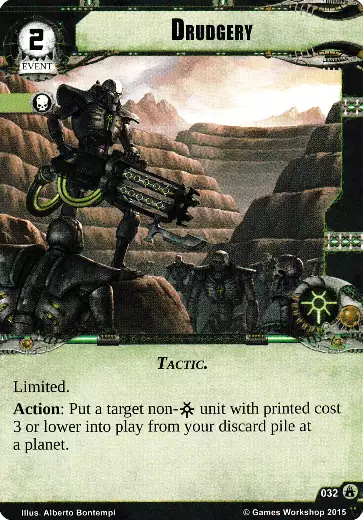 2
DRUDGERY
EVENT
TACTIC.
Limited.
Action: Put a target non- unit with printed cost
3 or lower into play from your discard pile at
a planet.
032
Illus. Alberto Bontempi
© Games Workshop 2015